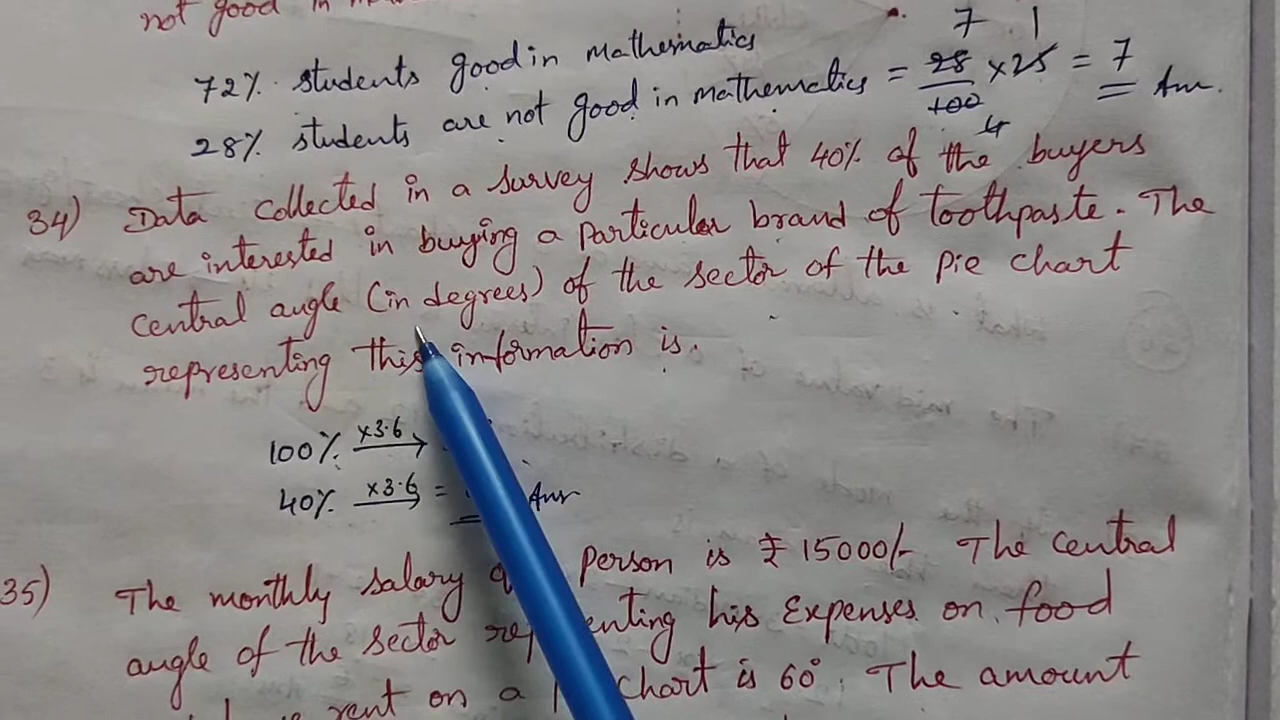 not good in
72% students good in mathematics
28% students are not good in mathematics = 28/100 × 25 = 7 Ans.
7 1
4
34) Data collected in a survey shows that 40% of the buyers
are interested in buying a particular brand of toothpaste. The
central angle (in degrees) of the sector of the pie chart
representing this information is.
100% ×3.6 →
40% ×3.6 → = Ans
35) The monthly salary person is ₹ 15000/- The central
angle of the sector representing his expenses on food
rent on a chart is 60°. The amount